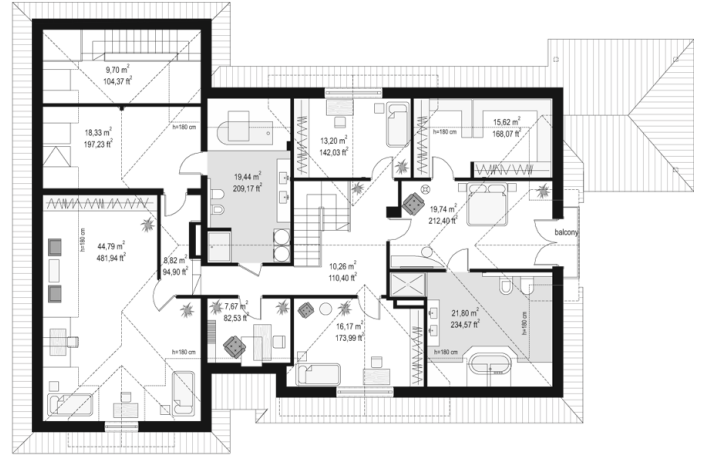 9,70 m²
104,37 ft²
18,33 m²
197,23 ft²
h=180 cm
13,20 m²
142,03 ft²
h=180 cm
15,62 m²
168,07 ft²
19,44 m²
209,17 ft²
19,74 m²
212,40 ft²
balcony
h=180 cm
44,79 m²
481,94 ft²
8,82 m²
94,90 ft²
10,26 m²
110,40 ft²
7,67 m²
82,53 ft²
16,17 m²
173,99 ft²
21,80 m²
234,57 ft²
h=180 cm
h=180 cm
h=180 cm
h=180 cm